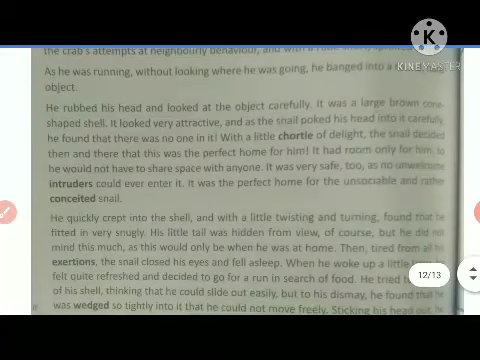 the crab's attempts at neighbourly behaviour, and with a
KINEMASTER
As he was running, without looking where he was going, he banged into a
object.
He rubbed his head and looked at the object carefully. It was a large brown cone-
shaped shell. It looked very attractive, and as the snail poked his head into it carefully,
he found that there was no one in it! With a little chortle of delight, the snail decided
then and there that this was the perfect home for him! It had room only for him, so
he would not have to share space with anyone. It was very safe, too, as no unwelcome
intruders could ever enter it. It was the perfect home for the unsociable and rather
conceited snail.
He quickly crept into the shell, and with a little twisting and turning, found that he
fitted in very snugly. His little tail was hidden from view, of course, but he did not
mind this much, as this would only be when he was at home. Then, tired from all his
exertions, the snail closed his eyes and fell asleep. When he woke up a little
felt quite refreshed and decided to go for a run in search of food. He tried
12/13
of his shell, thinking that he could slide out easily, but to his dismay, he found that he
was wedged so tightly into it that he could not move freely. Sticking his head out, he